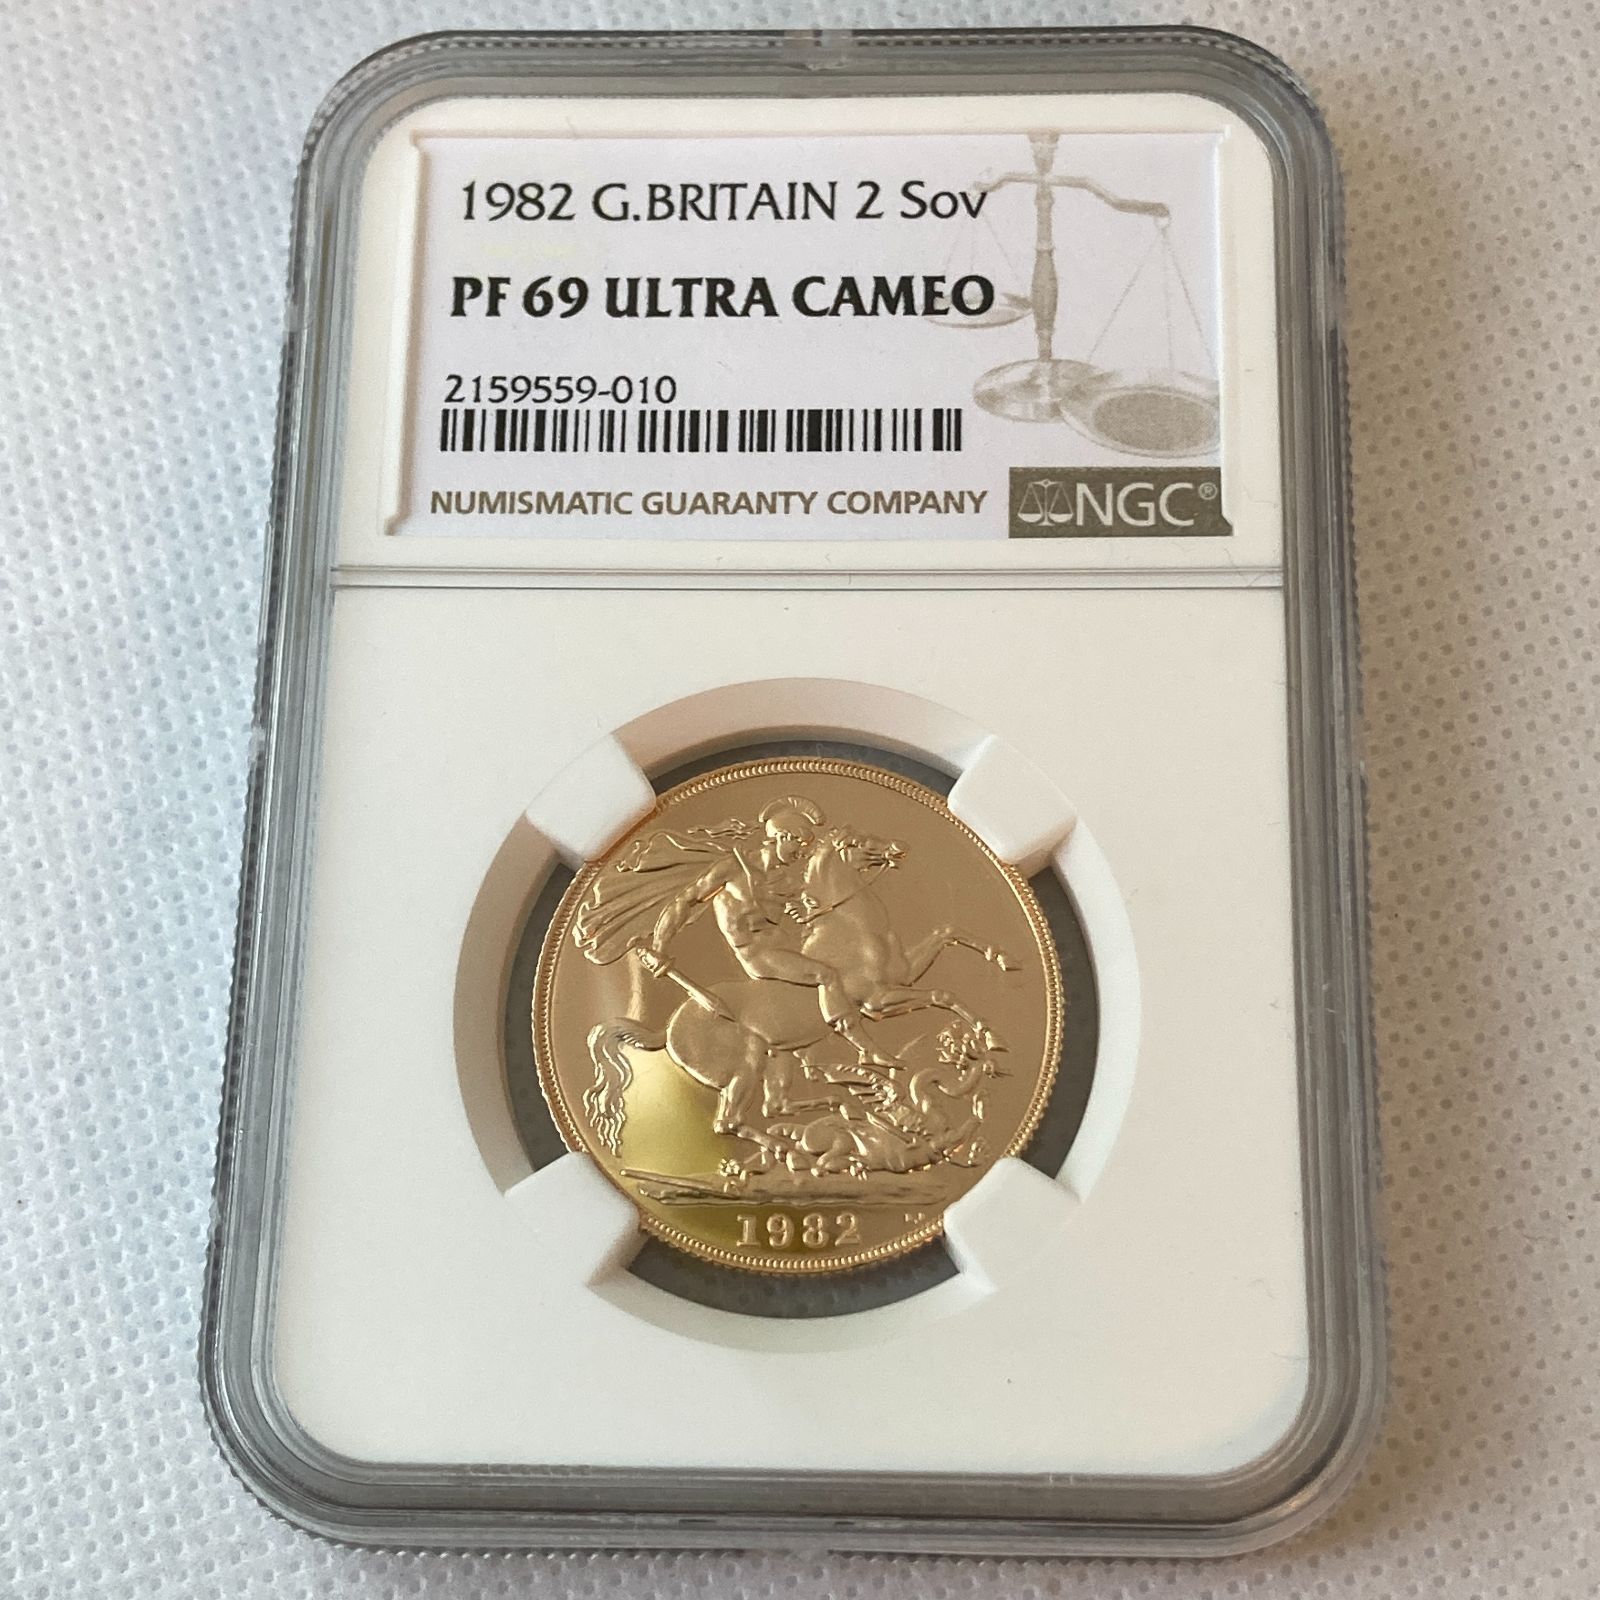 1982 G.BRITAIN 2 Sov
PF 69 ULTRA CAMEO
2159559-010
NUMISMATIC GUARANTY COMPANY
NGC®
1982